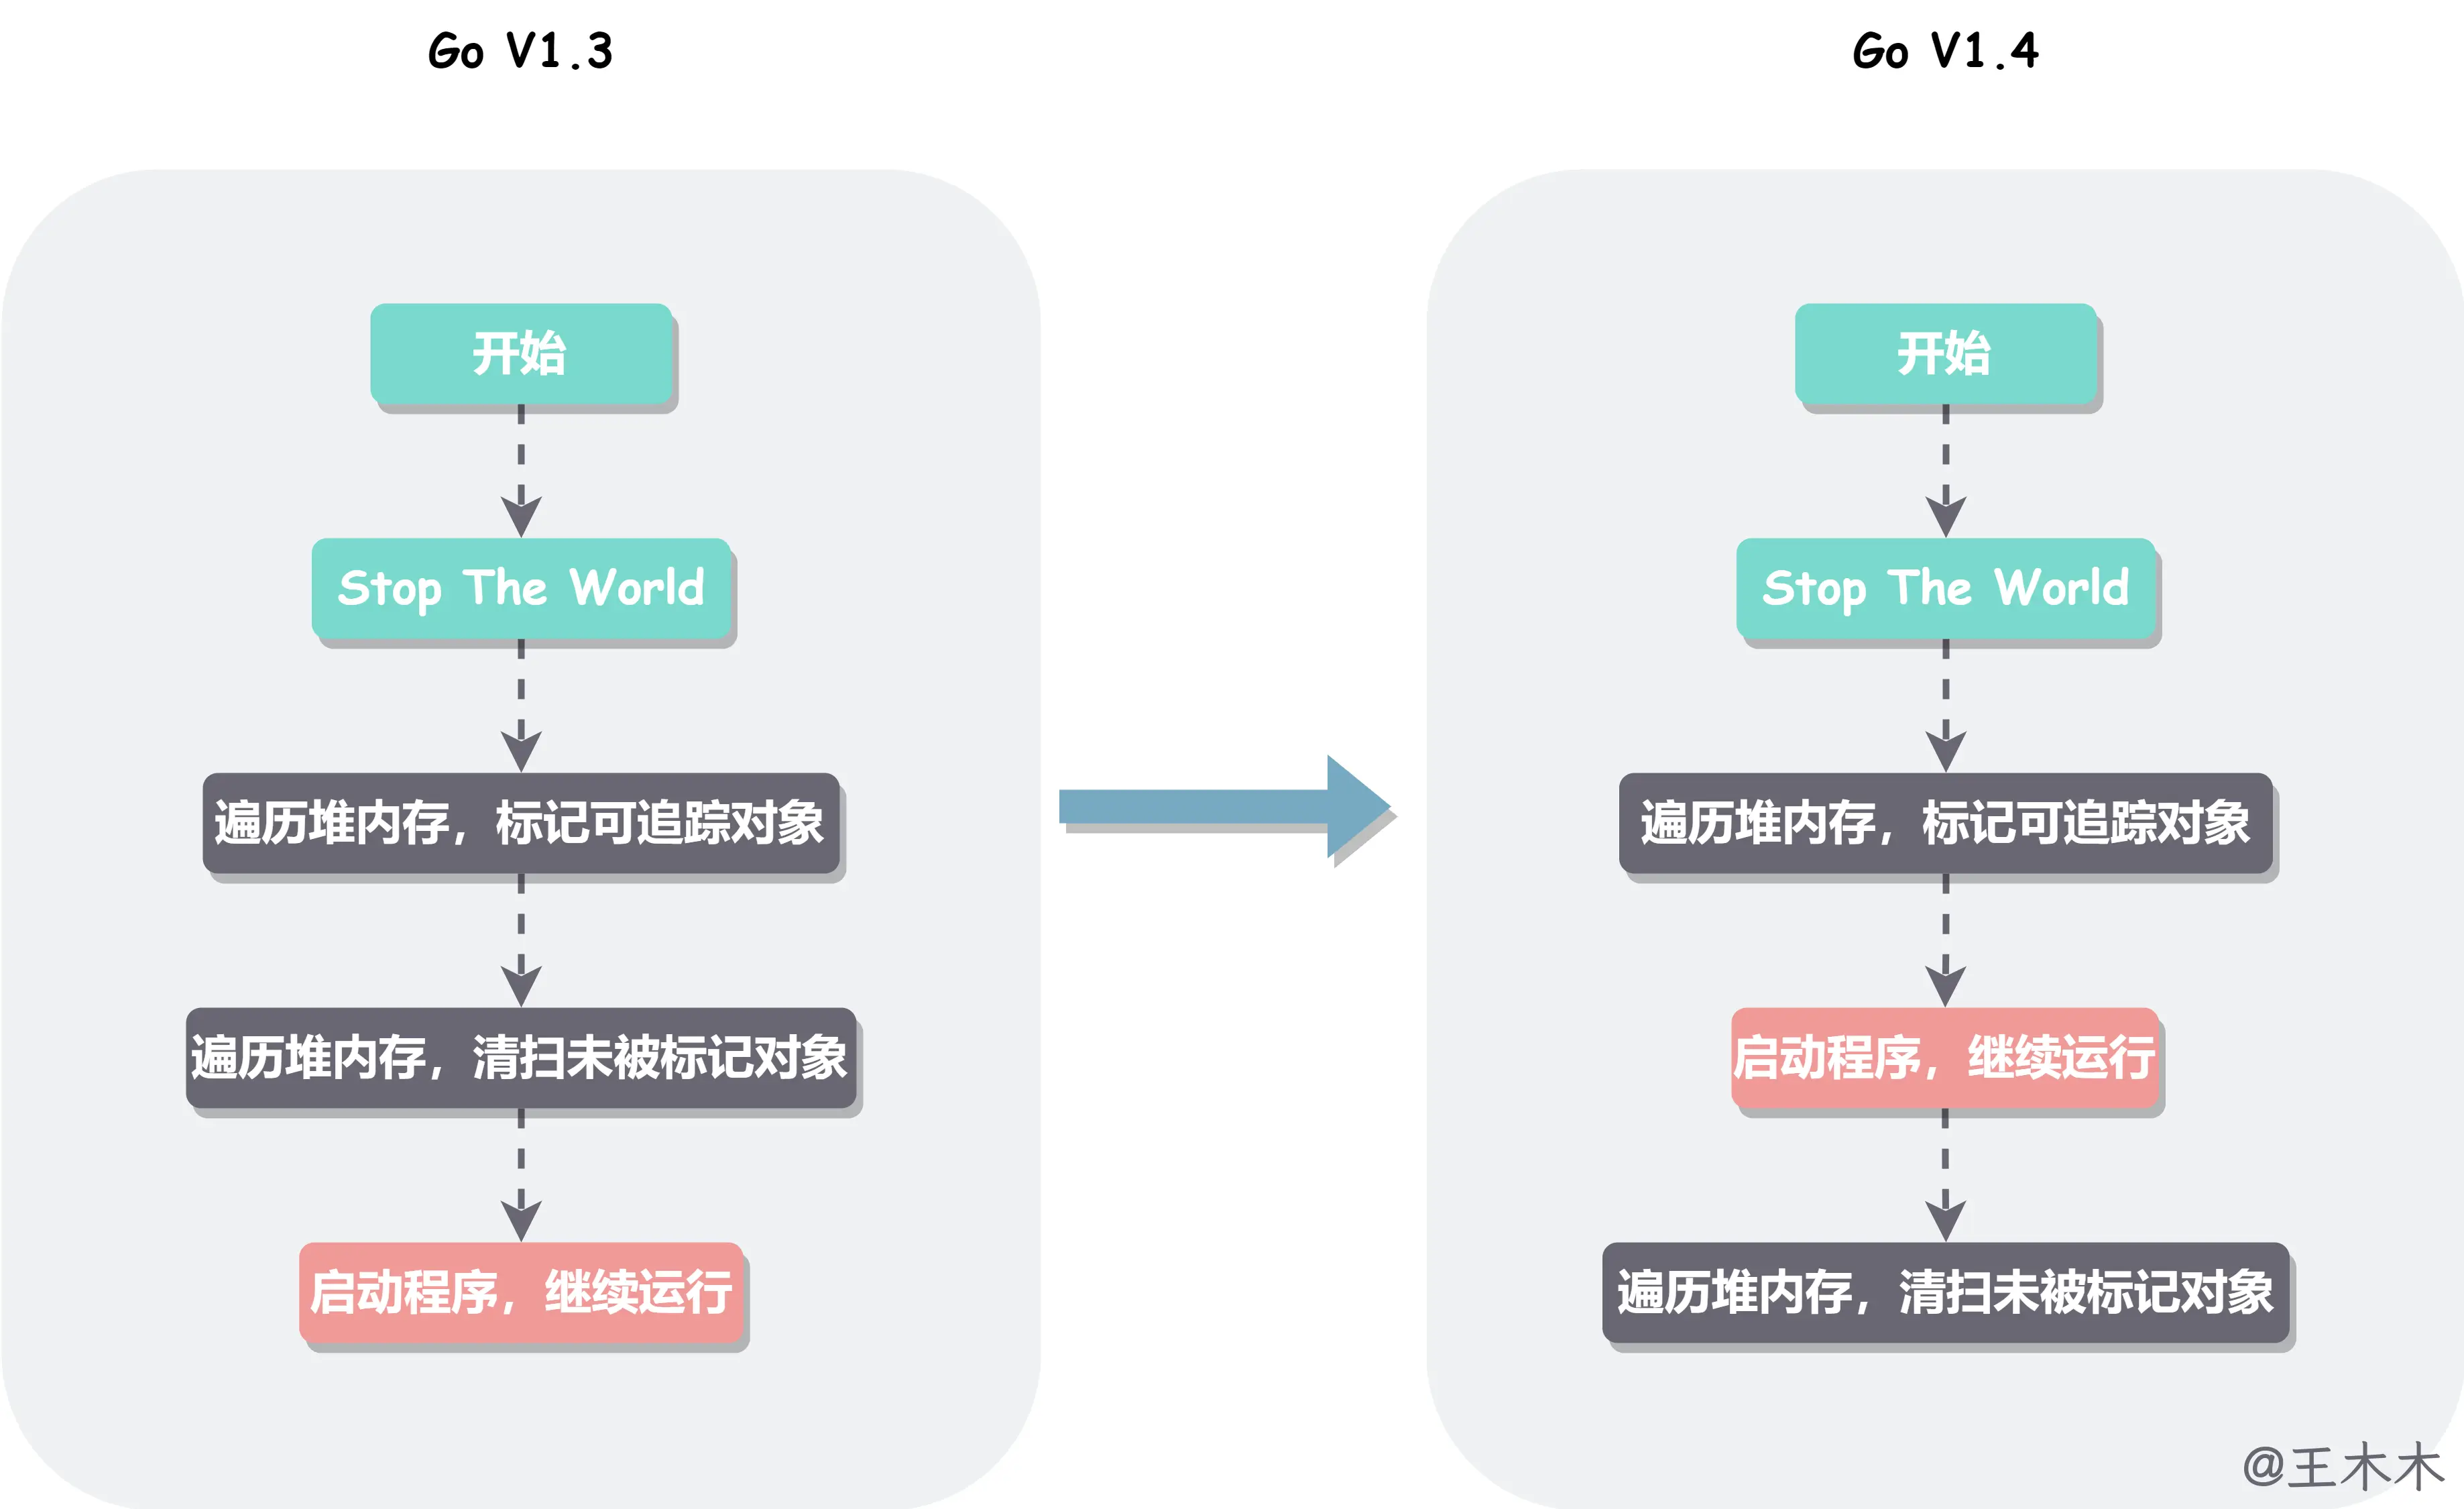 Go V1.3
开始
Stop The World
遍历堆内存，标记可追踪对象
遍历堆内存，清扫未被标记对象
启动程序，继续运行
Go V1.4
开始
Stop The World
遍历堆内存，标记可追踪对象
启动程序，继续运行
遍历堆内存，清扫未被标记对象
@王木木